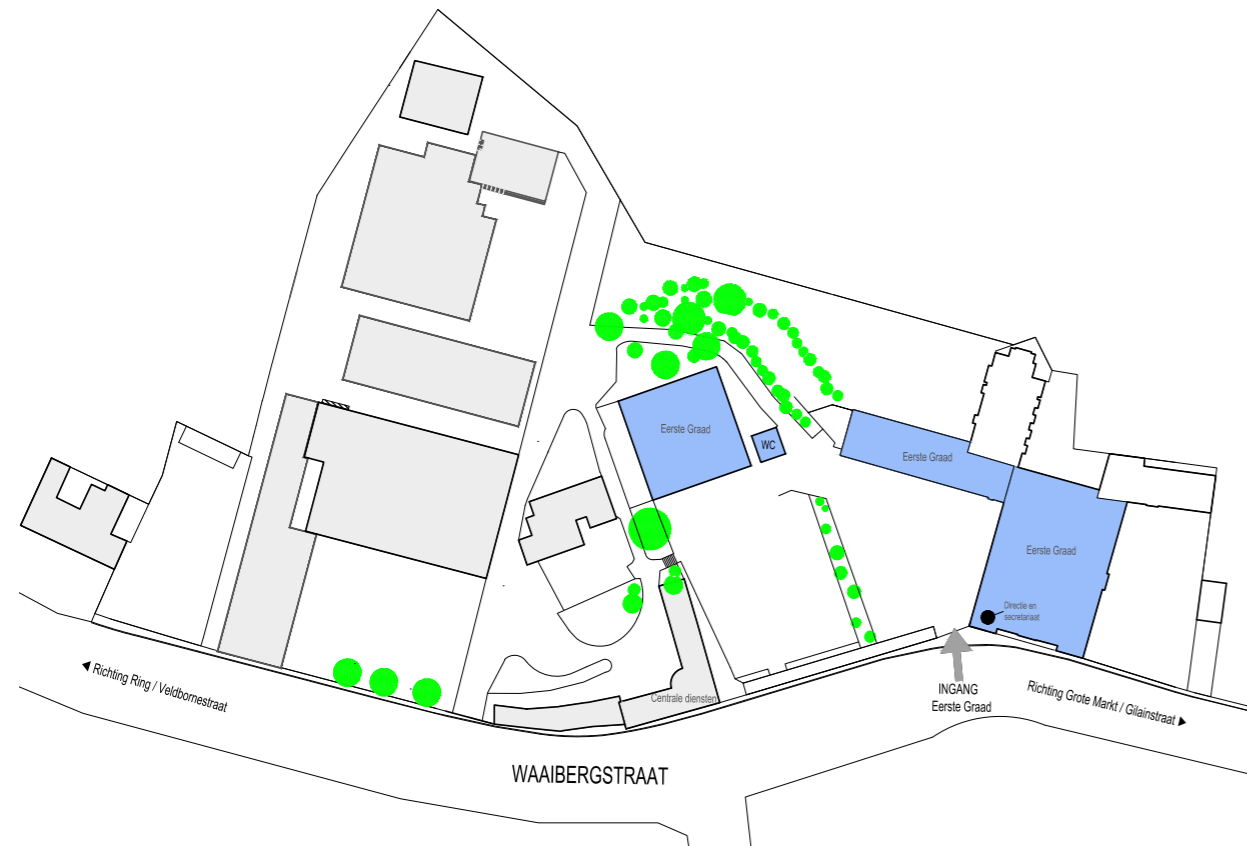 Eerste Graad
WC
Eerste Graad
Eerste Graad
Directie en
secretariaat
Centrale diensten
INGANG
Eerste Graad
◄ Richting Ring / Veldbornestraat
Richting Grote Markt / Gilainstraat ►
WAAIBERGSTRAAT